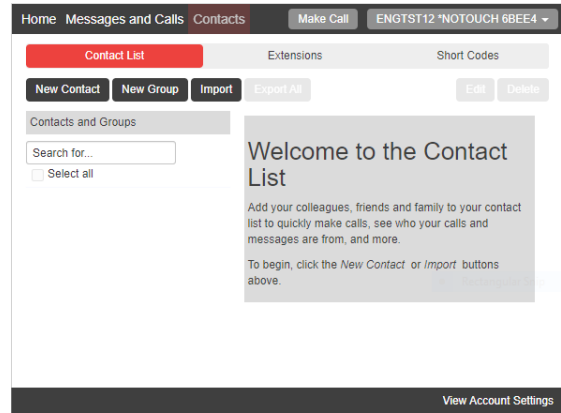 Home Messages and Calls Contacts Make Call ENGTST12 "NOTOUCH 6BEE4
Contact List Extensions Short Codes
New Contact New Group Import Export All Edit Delete
Contacts and Groups
Search for...
Select all
Welcome to the Contact
List
Add your colleagues, friends and family to your contact
list to quickly make calls, see who your calls and
messages are from, and more.
To begin, click the New Contact or Import buttons
above.
View Account Settings